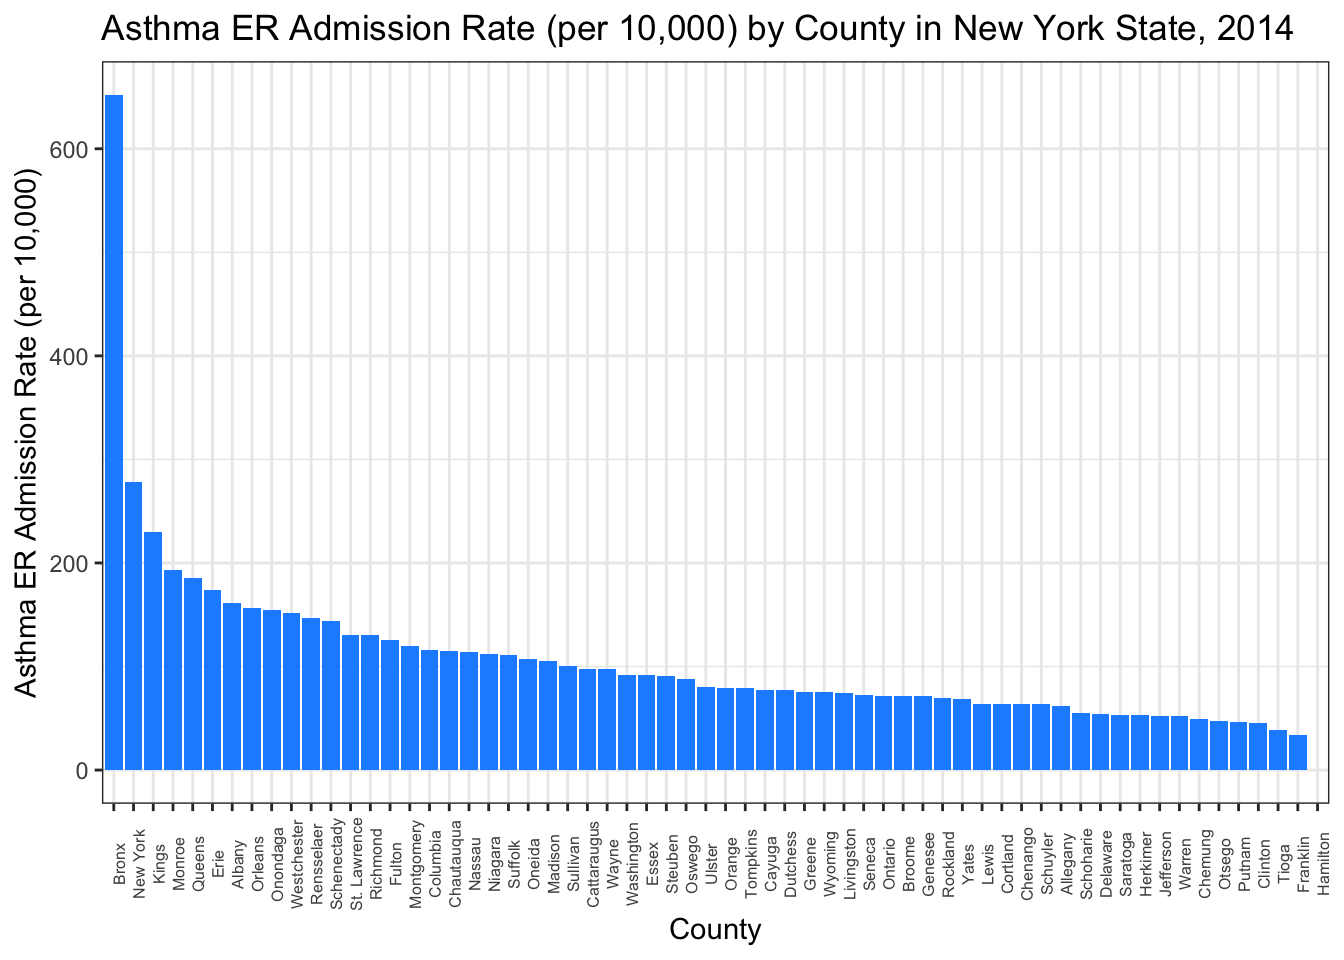 Asthma ER Admission Rate (per 10,000) by County in New York State, 2014
Asthma ER Admission Rate (per 10,000)
600
400
200
0
Bronx
New York
Kings
Monroe
Queens
Erie
Albany
Orleans
Onondaga
Westchester
Rensselaer
Schenectady
St. Lawrence
Richmond
Fulton
Montgomery
Columbia
Chautauqua
Nassau
Niagara
Suffolk
Oneida
Madison
Sullivan
Cattaraugus
Wayne
Washington
Essex
Steuben
Oswego
Ulster
Orange
Tompkins
Cayuga
Dutchess
Greene
Wyoming
Livingston
Seneca
Ontario
Broome
Genesee
Rockland
Yates
Lewis
Cortland
Chenango
Schuyler
Allegany
Schoharie
Delaware
Saratoga
Herkimer
Jefferson
Warren
Chemung
Otsego
Putnam
Clinton
Tioga
Franklin
Hamilton
County